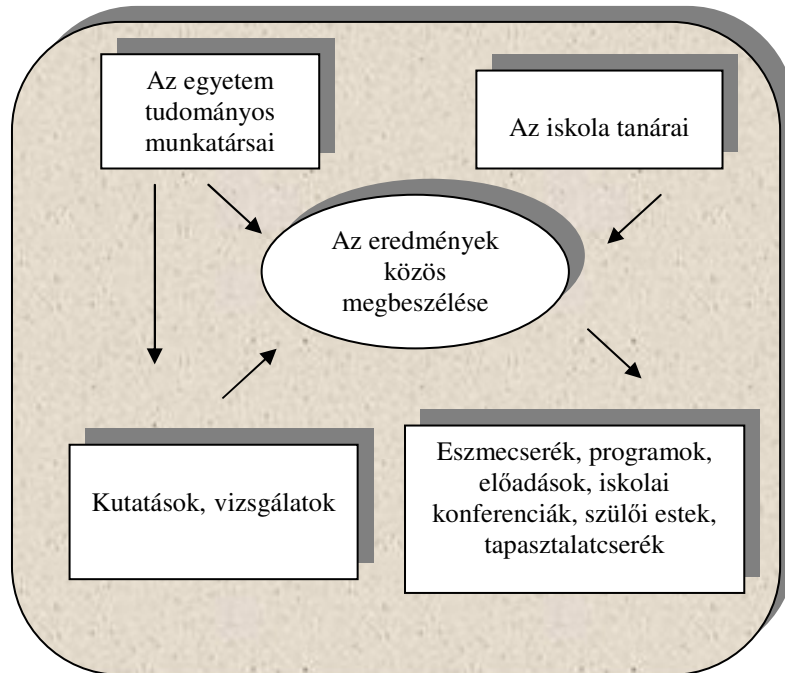 Az egyetem
tudományos
munkatársai
Az iskola tanárai
Az eredmények
közös
megbeszélése
Kutatások, vizsgálatok
Eszmecserék, programok,
előadások, iskolai
konferenciák, szülői estek,
tapasztalatcserék